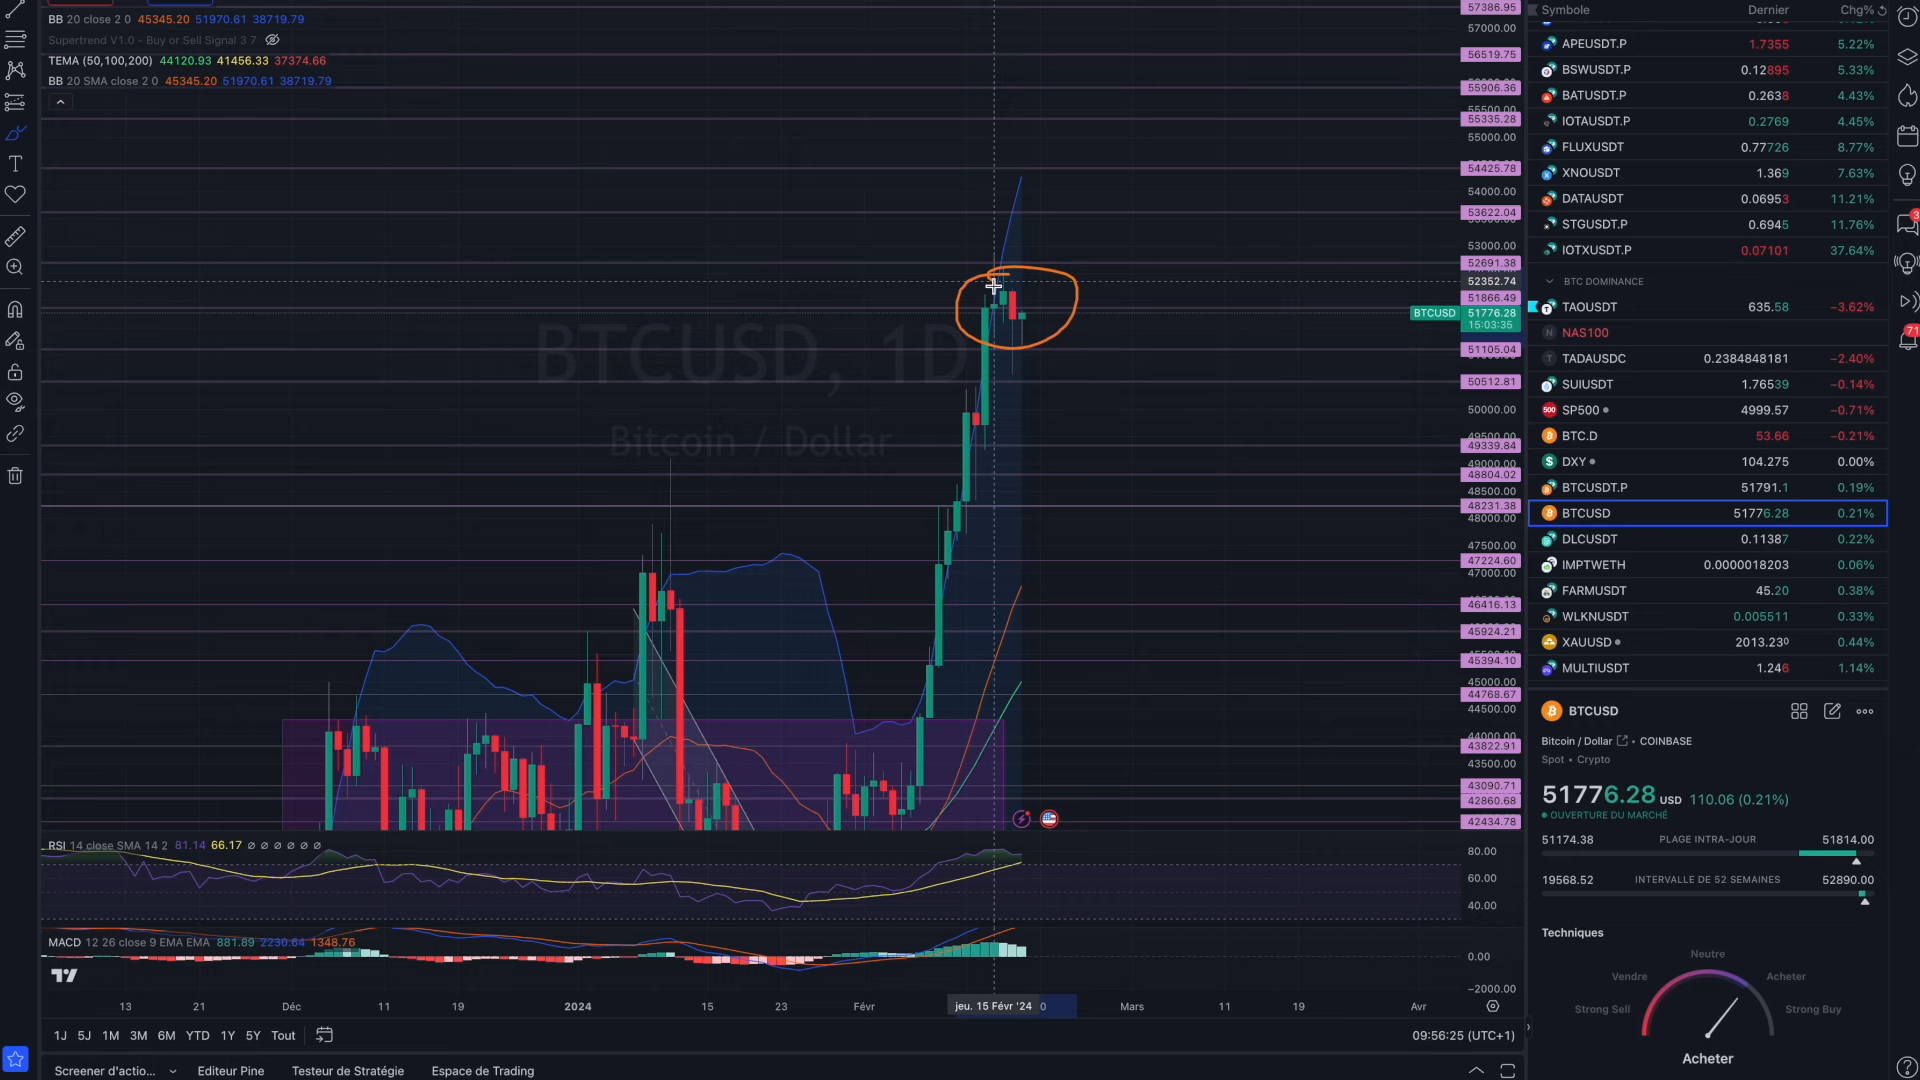 BB 20 close 2 0 45345.20 51970.61 38719.79
Supertrend V1.0 - Buy or Sell Signal 3 7
TEMA (50,100,200) 44120.93 41456.33 37374.66
BB 20 SMA close 2 0 45345.20 51970.61 38719.79
BTCUSD, 1D
Bitcoin / Dollar
57386.95
57000.00
56519.75
55906.36
55500.00
55335.28
55000.00
54425.78
54000.00
53622.04
53000.00
52691.38
52352.74
51866.49
BTCUSD 51776.28
15:03:35
51105.04
50512.81
50000.00
49500.00
49339.84
49000.00
48804.02
48500.00
48231.38
48000.00
47500.00
47224.60
47000.00
46416.13
45924.21
45394.10
45000.00
44768.67
44500.00
44000.00
43822.91
43500.00
43090.71
42860.68
42434.78
RSI 14 close SMA 14 2 81.14 66.17 ∅ ∅ ∅ ∅ ∅ ∅
80.00
60.00
40.00
MACD 12 26 close 9 EMA EMA 881.89 2230.64 1348.76
0.00
−2000.00
13 21 Déc 11 19 2024 15 23 Févr jeu. 15 Févr '24 0 Mars 11 19 Avr
1J 5J 1M 3M 6M YTD 1Y 5Y Tout
09:56:25 (UTC+1)
Screener d'actio... Editeur Pine Testeur de Stratégie Espace de Trading
Symbole Dernier Chg%
APEUSDT.P 1.7355 5.22%
BSWUSDT.P 0.12895 5.33%
BATUSDT.P 0.2638 4.43%
IOTAUSDT.P 0.2769 4.45%
FLUXUSDT 0.77726 8.77%
XNOUSDT 1.369 7.63%
DATAUSDT 0.06953 11.21%
STGUSDT.P 0.6945 11.76%
IOTXUSDT.P 0.07101 37.64%
BTC DOMINANCE
TAOUSDT 635.58 −3.62%
N NAS100
T TADAUSDC 0.2384848181 −2.40%
SUIUSDT 1.76539 −0.14%
500 SP500 4999.57 −0.71%
BTC.D 53.66 −0.21%
DXY 104.275 0.00%
BTCUSDT.P 51791.1 0.19%
BTCUSD 51776.28 0.21%
DLCUSDT 0.11387 0.22%
IMPTWETH 0.0000018203 0.06%
FARMUSDT 45.20 0.38%
WLKNUSDT 0.005511 0.33%
XAUUSD 2013.230 0.44%
MULTIUSDT 1.246 1.14%
BTCUSD
Bitcoin / Dollar • COINBASE
Spot • Crypto
51776.28 USD 110.06 (0.21%)
OUVERTURE DU MARCHÉ
51174.38 PLAGE INTRA-JOUR 51814.00
19568.52 INTERVALLE DE 52 SEMAINES 52890.00
Techniques
Neutre
Vendre Acheter
Strong Sell Strong Buy
Acheter
3
71